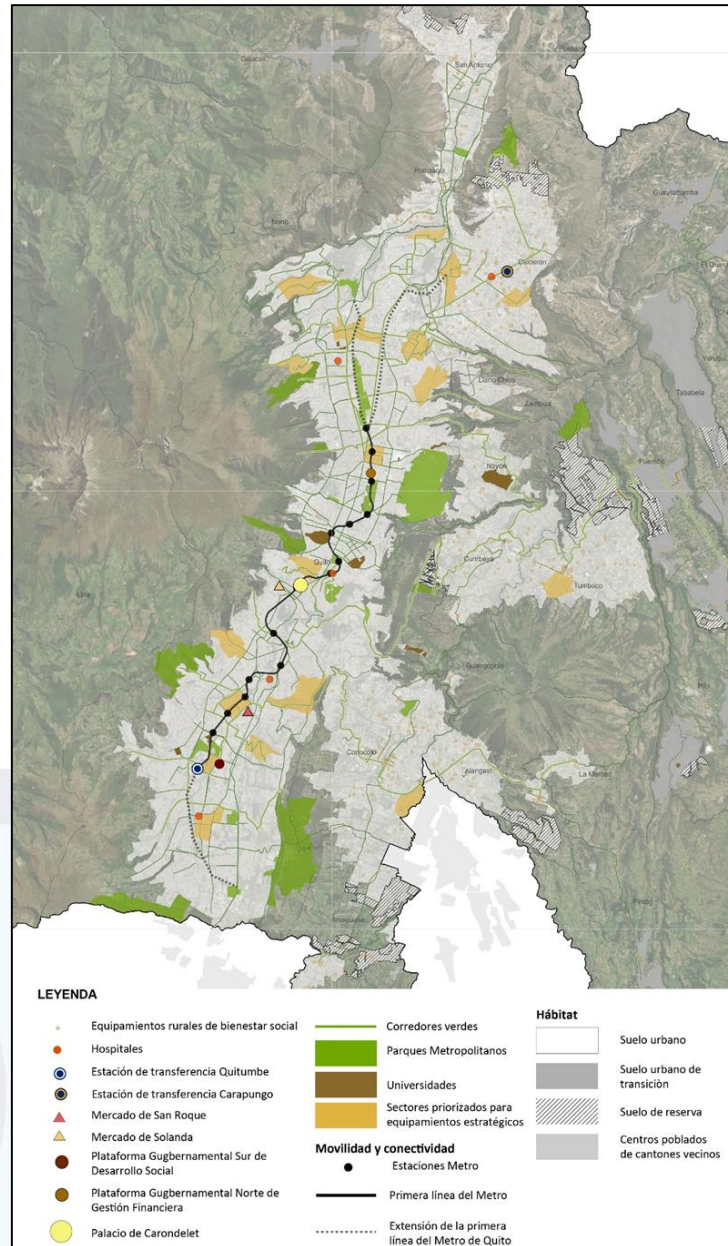 San Antonio
Calacalí
Pomasqui
Guayllabamba
Nono
Calderón
El Quinche
Yaruquí
Llano Chico
Tababela
Zámbiza
Puembo
Nayón
Quito
Cumbayá
Tumbaco
Lloa
Guangopolo
Pifo
Conocoto
Alangasí
La Merced
Píntag
LEYENDA
Equipamientos rurales de bienestar social
Hospitales
Estación de transferencia Quitumbe
Estación de transferencia Carapungo
Mercado de San Roque
Mercado de Solanda
Plataforma Gugbernamental Sur de
Desarrollo Social
Plataforma Gugbernamental Norte de
Gestión Financiera
Palacio de Carondelet
Corredores verdes
Parques Metropolitanos
Universidades
Sectores priorizados para
equipamientos estratégicos
Movilidad y conectividad
Estaciones Metro
Primera línea del Metro
Extensión de la primera
línea del Metro de Quito
Hábitat
Suelo urbano
Suelo urbano de
transiciòn
Suelo de reserva
Centros poblados
de cantones vecinos